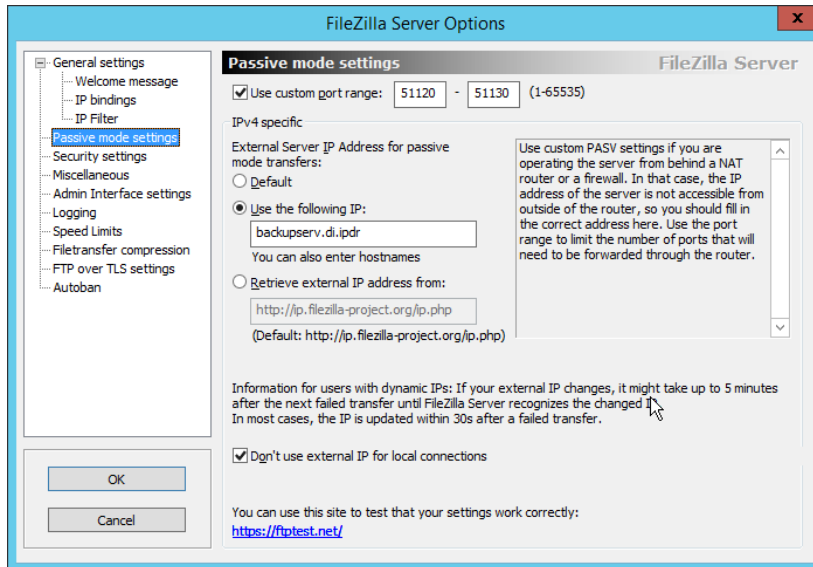 FileZilla Server Options
x
General settings
Welcome message
IP bindings
IP Filter
Passive mode settings
Security settings
Miscellaneous
Admin Interface settings
Logging
Speed Limits
Filetransfer compression
FTP over TLS settings
Autoban
OK
Cancel
Passive mode settings
FileZilla Server
Use custom port range: 51120 - 51130 (1-65535)
IPv4 specific
External Server IP Address for passive
mode transfers:
Default
Use the following IP:
backupserv.di.ipdr
You can also enter hostnames
Retrieve external IP address from:
http://ip.filezilla-project.org/ip.php
(Default: http://ip.filezilla-project.org/ip.php)
Use custom PASV settings if you are
operating the server from behind a NAT
router or a firewall. In that case, the IP
address of the server is not accessible from
outside of the router, so you should fill in
the correct address here. Use the port
range to limit the number of ports that will
need to be forwarded through the router.
Information for users with dynamic IPs: If your external IP changes, it might take up to 5 minutes
after the next failed transfer until FileZilla Server recognizes the changed
In most cases, the IP is updated within 30s after a failed transfer.
Don't use external IP for local connections
You can use this site to test that your settings work correctly:
https://ftptest.net/